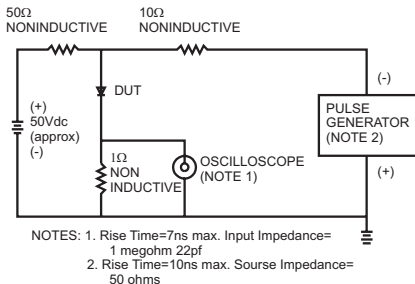 50Ω
NONINDUCTIVE
10Ω
NONINDUCTIVE
(+)
50Vdc
(approx)
(-)
DUT
1Ω
NON
INDUCTIVE
OSCILLOSCOPE
(NOTE 1)
(-)
PULSE
GENERATOR
(NOTE 2)
(+)
NOTES: 1. Rise Time=7ns max. Input Impedance=
1 megohm 22pf
2. Rise Time=10ns max. Sourse Impedance=
50 ohms